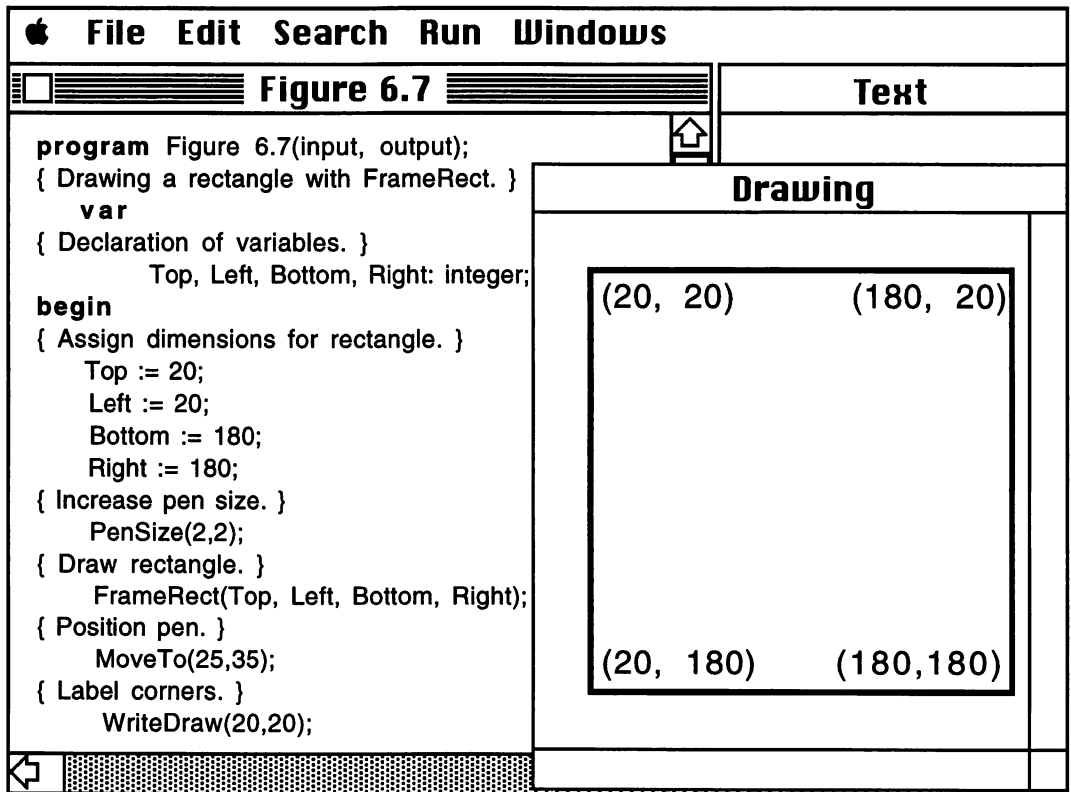 File Edit Search Run Windows
Figure 6.7
Text
program Figure 6.7(input, output);
{ Drawing a rectangle with FrameRect. }
var
{ Declaration of variables. }
Top, Left, Bottom, Right: integer;
begin
{ Assign dimensions for rectangle. }
Top := 20;
Left := 20;
Bottom := 180;
Right := 180;
{ Increase pen size. }
PenSize(2,2);
{ Draw rectangle. }
FrameRect(Top, Left, Bottom, Right);
{ Position pen. }
MoveTo(25,35);
{ Label corners. }
WriteDraw(20,20);
Drawing
(20, 20) (180, 20)
(20, 180) (180,180)